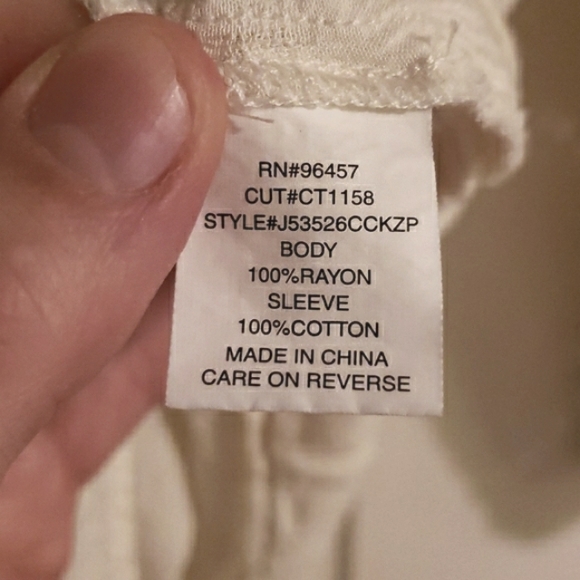 RN#96457
CUT#CT1158
STYLE#J53526CCKZP
BODY
100%RAYON
SLEEVE
100%COTTON
MADE IN CHINA
CARE ON REVERSE